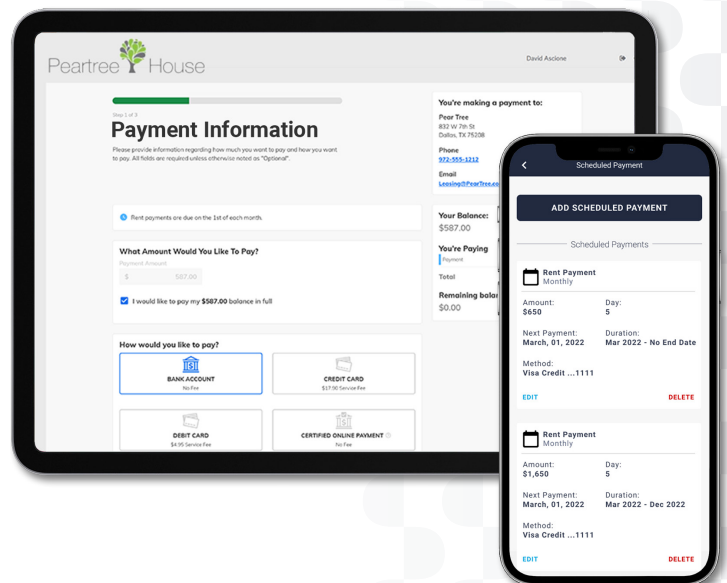 Peartree House
David Ascione
Step 1 of 3
Payment Information
Please provide information regarding how much you want to pay and how you want
to pay. All fields are required unless otherwise noted as "Optional".
Rent payments are due on the 1st of each month.
What Amount Would You Like To Pay?
Payment Amount
$ 587.00
I would like to pay my $587.00 balance in full
How would you like to pay?
BANK ACCOUNT
No Fee
CREDIT CARD
$17.90 Service Fee
DEBIT CARD
$4.95 Service Fee
CERTIFIED ONLINE PAYMENT
No Fee
You're making a payment to:
Pear Tree
832 W 7th St
Dallas, TX 75208
Phone
972-555-1212
Email
Leasing@PearTree.co
Your Balance:
$587.00
You're Paying
Payment
Total
Remaining balan
$0.00
Scheduled Payment
ADD SCHEDULED PAYMENT
Scheduled Payments
Rent Payment
Monthly
Amount: Day:
$650 5
Next Payment: Duration:
March, 01, 2022 Mar 2022 - No End Date
Method:
Visa Credit ...1111
EDIT DELETE
Rent Payment
Monthly
Amount: Day:
$1,650 5
Next Payment: Duration:
March, 01, 2022 Mar 2022 - Dec 2022
Method:
Visa Credit ...1111
EDIT DELETE